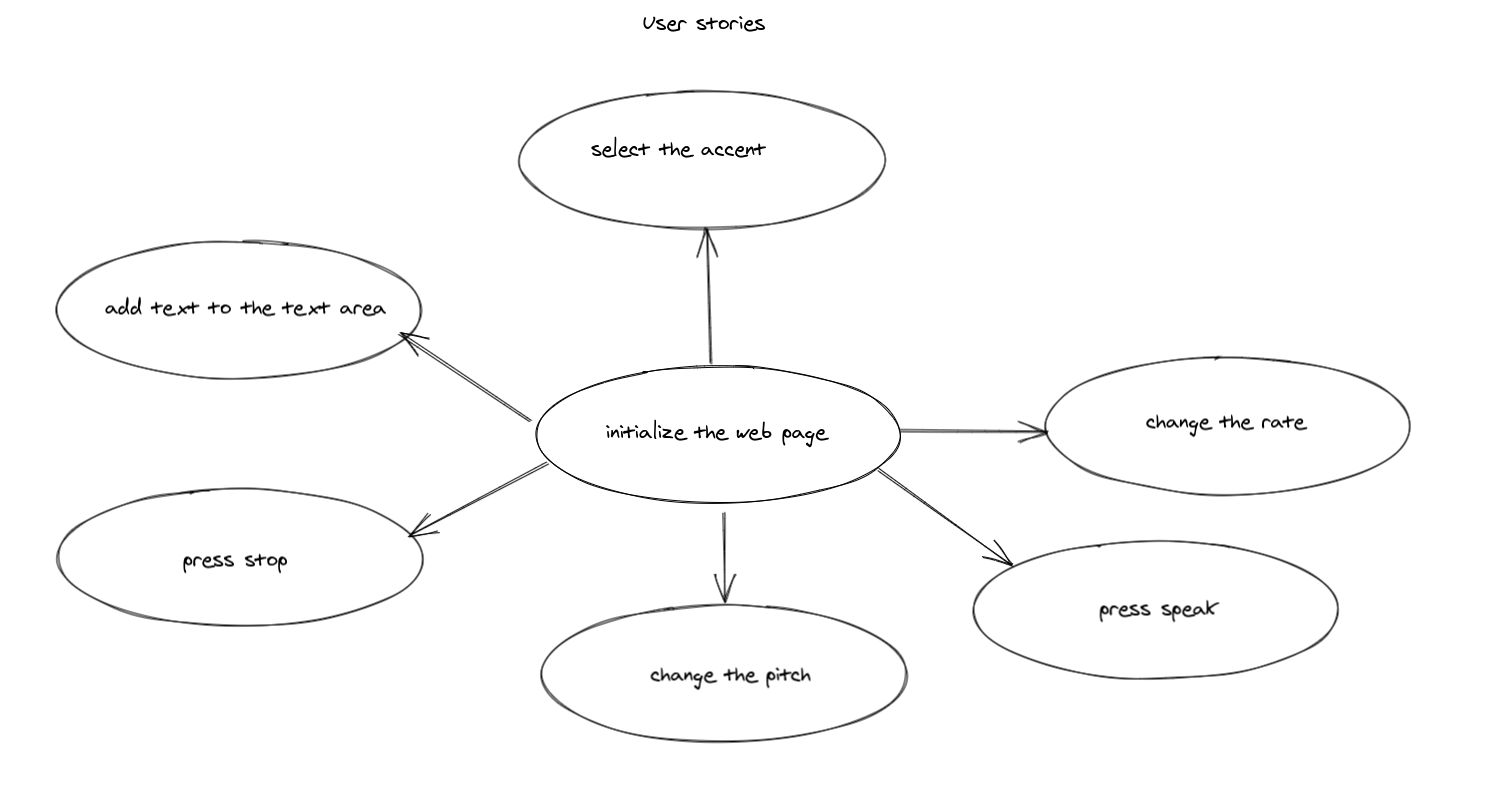 User stories
select the accent
add text to the text area
change the rate
initialize the web page
press stop
press speak
change the pitch